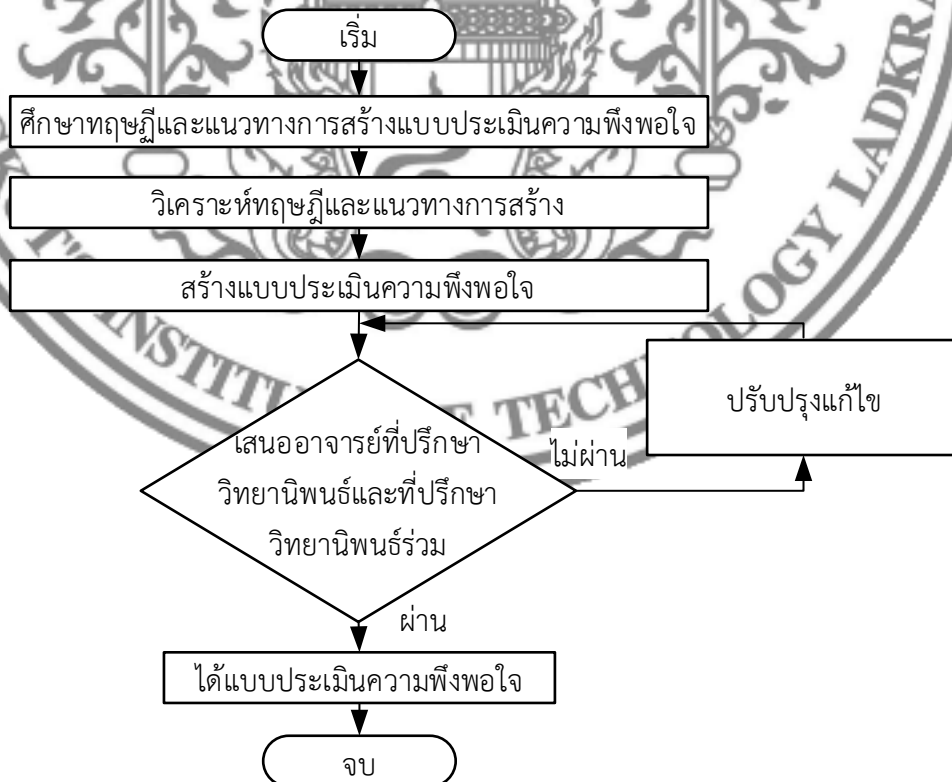 เริ่ม
ศึกษาทฤษฎีและแนวทางการสร้างแบบประเมินความพึงพอใจ
วิเคราะห์ทฤษฎีและแนวทางการสร้าง
สร้างแบบประเมินความพึงพอใจ
ปรับปรุงแก้ไข
เสนออาจารย์ที่ปรึกษา
วิทยานิพนธ์และที่ปรึกษา
วิทยานิพนธ์ร่วม
ไม่ผ่าน
ผ่าน
ได้แบบประเมินความพึงพอใจ
จบ
TECHNOLOGY